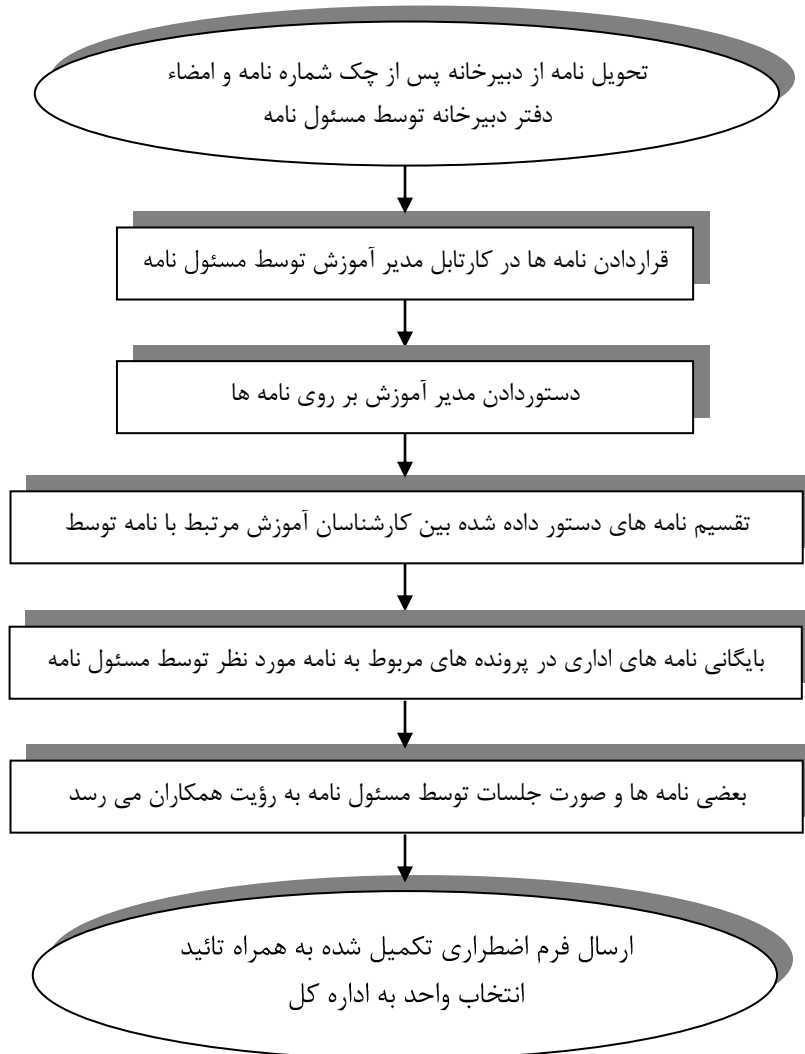 تحویل نامه از دبیرخانه پس از چک شماره نامه و امضاء
دفتر دبیرخانه توسط مسئول نامه
قراردادن نامه ها در کارتابل مدیر آموزش توسط مسئول نامه
دستوردادن مدیر آموزش بر روی نامه ها
تقسیم نامه های دستور داده شده بین کارشناسان آموزش مرتبط با نامه توسط
بایگانی نامه های اداری در پرونده های مربوط به نامه مورد نظر توسط مسئول نامه
بعضی نامه ها و صورت جلسات توسط مسئول نامه به رؤیت همکاران می رسد
ارسال فرم اضطراری تکمیل شده به همراه تائید
انتخاب واحد به اداره کل